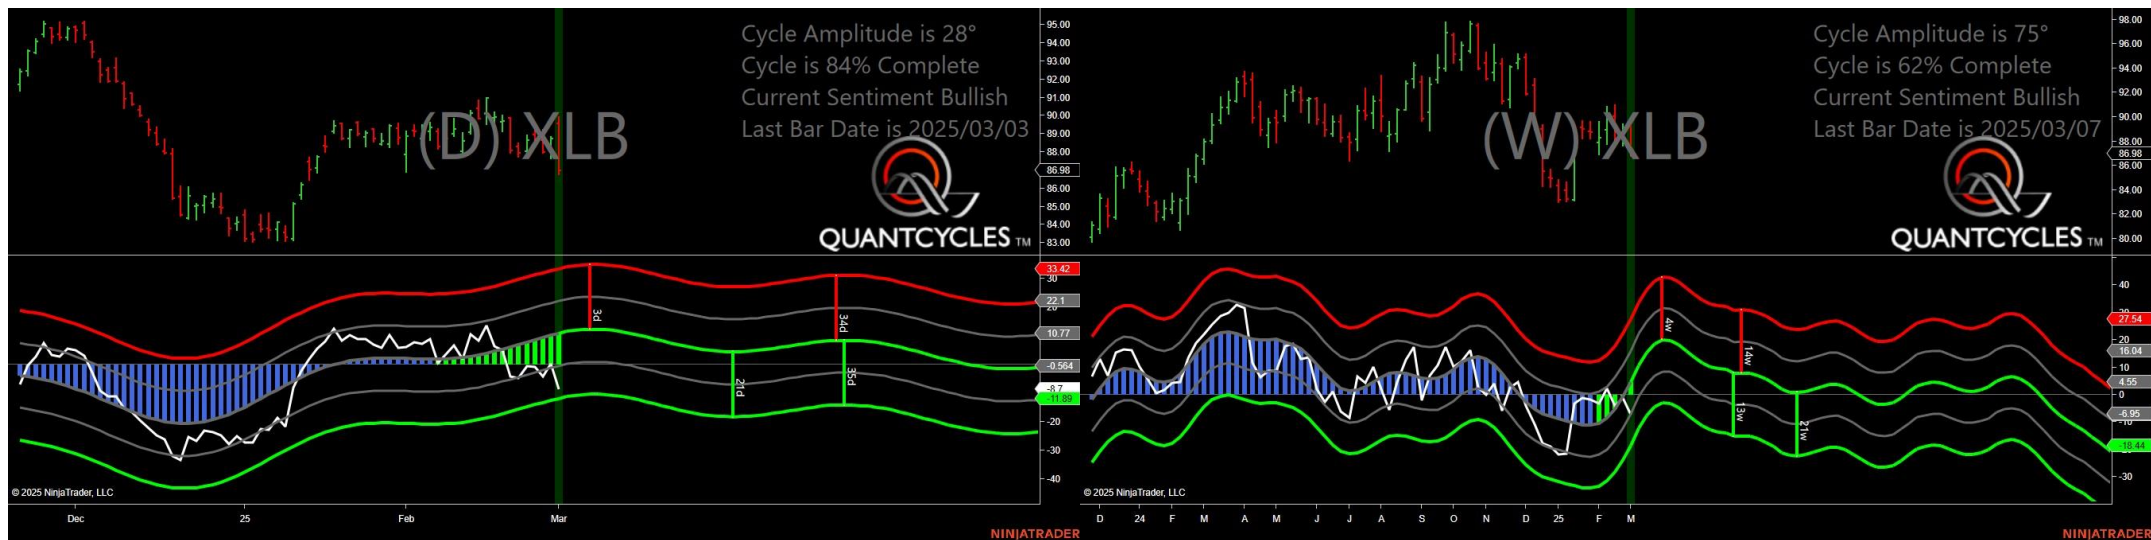 Cycle Amplitude is 28°
Cycle is 84% Complete
Current Sentiment Bullish
Last Bar Date is 2025/03/03
(D) XLB
QUANTCYCLES TM
95.00
94.00
93.00
92.00
91.00
90.00
89.00
88.00
86.98
86.00
85.00
84.00
83.00
33.42
30
22.1
20
10.77
-0.564
-8.7
-11.89
-20
-30
-40
3d
34d
21d
35d
© 2025 NinjaTrader, LLC
Dec
25
Feb
Mar
NINJATRADER
Cycle Amplitude is 75°
Cycle is 62% Complete
Current Sentiment Bullish
Last Bar Date is 2025/03/07
(W) XLB
QUANTCYCLES TM
98.00
96.00
94.00
92.00
90.00
88.00
86.98
86.00
84.00
82.00
80.00
40
27.54
20
16.04
10
4.55
0
-6.95
-18.44
-30
4w
14w
13w
21w
© 2025 NinjaTrader, LLC
D 24 F M A M J J A S O N D 25 F M
NINJATRADER